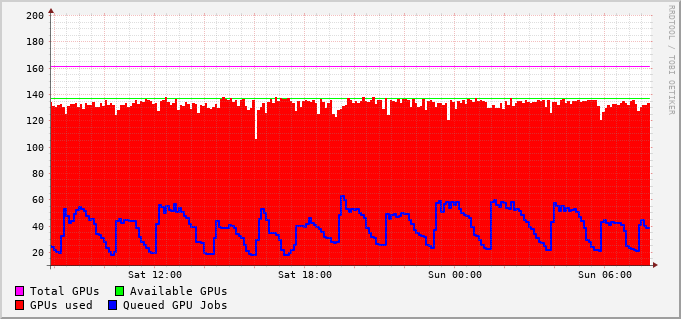 200
180
160
140
120
100
80
60
40
20
Sat 12:00 Sat 18:00 Sun 00:00 Sun 06:00
Total GPUs Available GPUs
GPUs used Queued GPU Jobs
RRDTOOL / TOBI OETIKER